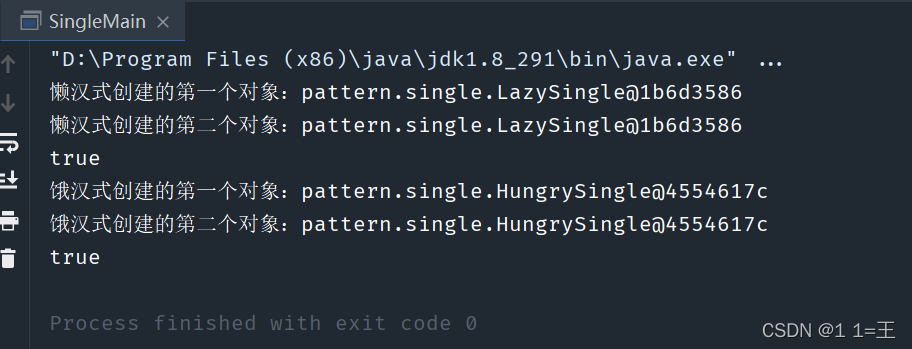 SingleMain
"D:\Program Files (x86)\java\jdk1.8_291\bin\java.exe" ...
懒汉式创建的第一个对象：pattern.single.LazySingle@1b6d3586
懒汉式创建的第二个对象：pattern.single.LazySingle@1b6d3586
true
饿汉式创建的第一个对象：pattern.single.HungrySingle@4554617c
饿汉式创建的第二个对象：pattern.single.HungrySingle@4554617c
true
Process finished with exit code 0
CSDN @1 1=王